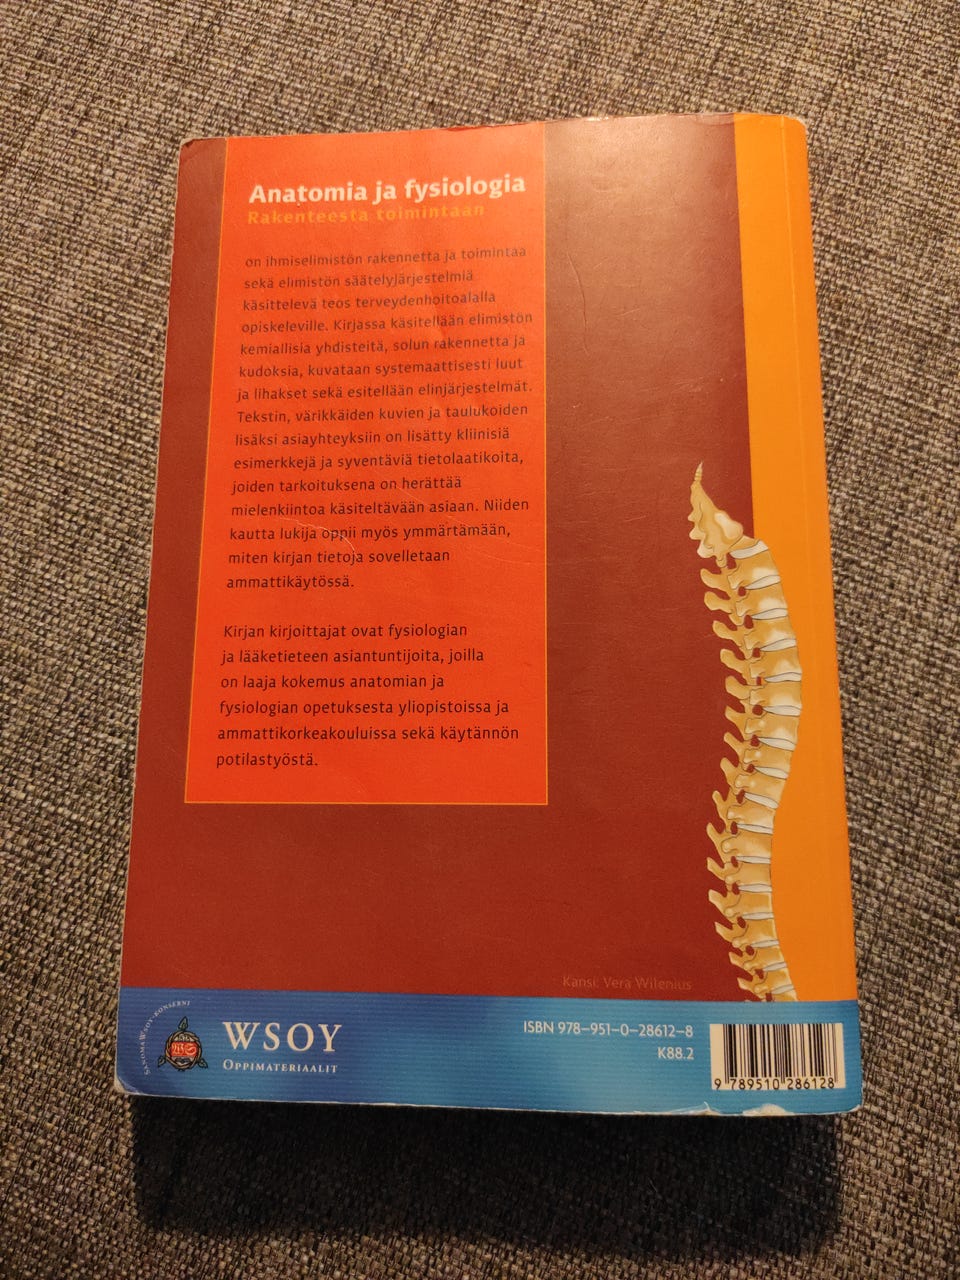 Anatomia ja fysiologia
Rakenteesta toimintaan
on ihmiselimistön rakennetta ja toimintaa
sekä elimistön säätelyjärjestelmiä
käsittelevä teos terveydenhoitoalalla
opiskeleville. Kirjassa käsitellään elimistön
kemiallisia yhdisteitä, solun rakennetta ja
kudoksia, kuvataan systemaattisesti luut
ja lihakset sekä esitellään elinjärjestelmät.
Tekstin, värikkäiden kuvien ja taulukoiden
lisäksi asiayhteyksiin on lisätty kliinisiä
esimerkkejä ja syventäviä tietolaatikoita,
joiden tarkoituksena on herättää
mielenkiintoa käsiteltävään asiaan. Niiden
kautta lukija oppii myös ymmärtämään,
miten kirjan tietoja sovelletaan
ammattikäytössä.
Kirjan kirjoittajat ovat fysiologian
ja lääketieteen asiantuntijoita, joilla
on laaja kokemus anatomian ja
fysiologian opetuksesta yliopistoissa ja
ammattikorkeakouluissa sekä käytännön
potilastyöstä.
Kansi: Vera Wilenius
SanomaWSOY-konserni
WSOY
Oppimateriaalit
ISBN 978-951-0-28612-8
K88.2
9 789510 286128